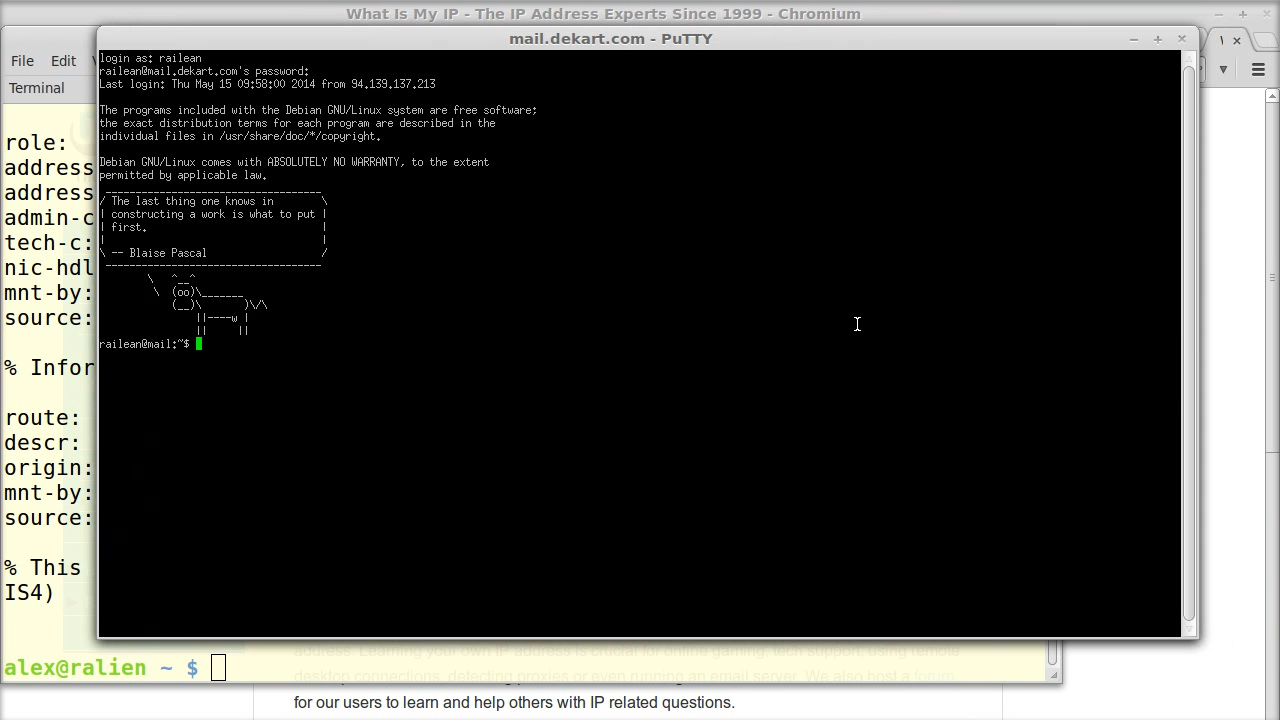 What Is My IP - The IP Address Experts Since 1999 - Chromium
mail.dekart.com - PuTTY
File Edit
Terminal
login as: railean
railean@mail.dekart.com's password:
Last login: Thu May 15 09:58:00 2014 from 94.139.137.213
The programs included with the Debian GNU/Linux system are free software;
the exact distribution terms for each program are described in the
individual files in /usr/share/doc/*/copyright.
Debian GNU/Linux comes with ABSOLUTELY NO WARRANTY, to the extent
permitted by applicable law.
 ____________________________________
/ The last thing one knows in        \
| constructing a work is what to put |
| first.                             |
|                                    |
\ -- Blaise Pascal                   /
 ------------------------------------
        \   ^__^
         \  (oo)\_______
            (__)\       )\/\
                ||----w |
                ||     ||
railean@mail:~$
role:
address
address
admin-c
tech-c:
nic-hdl
mnt-by:
source:
% Infor
route:
descr:
origin:
mnt-by:
source:
% This
IS4)
alex@ralien ~ $
address. Learning your own IP address is crucial for online gaming, tech support, using remote
desktop connections, detecting proxies or even running an email server. We also host a forum
for our users to learn and help others with IP related questions.